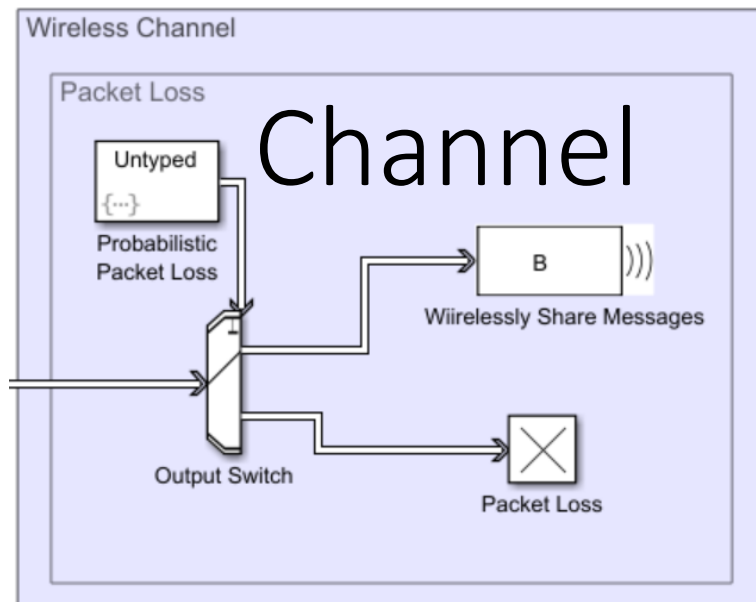 Wireless Channel
Packet Loss
Channel
Untyped
{...}
Probabilistic
Packet Loss
B
Wiirelessly Share Messages
Output Switch
Packet Loss